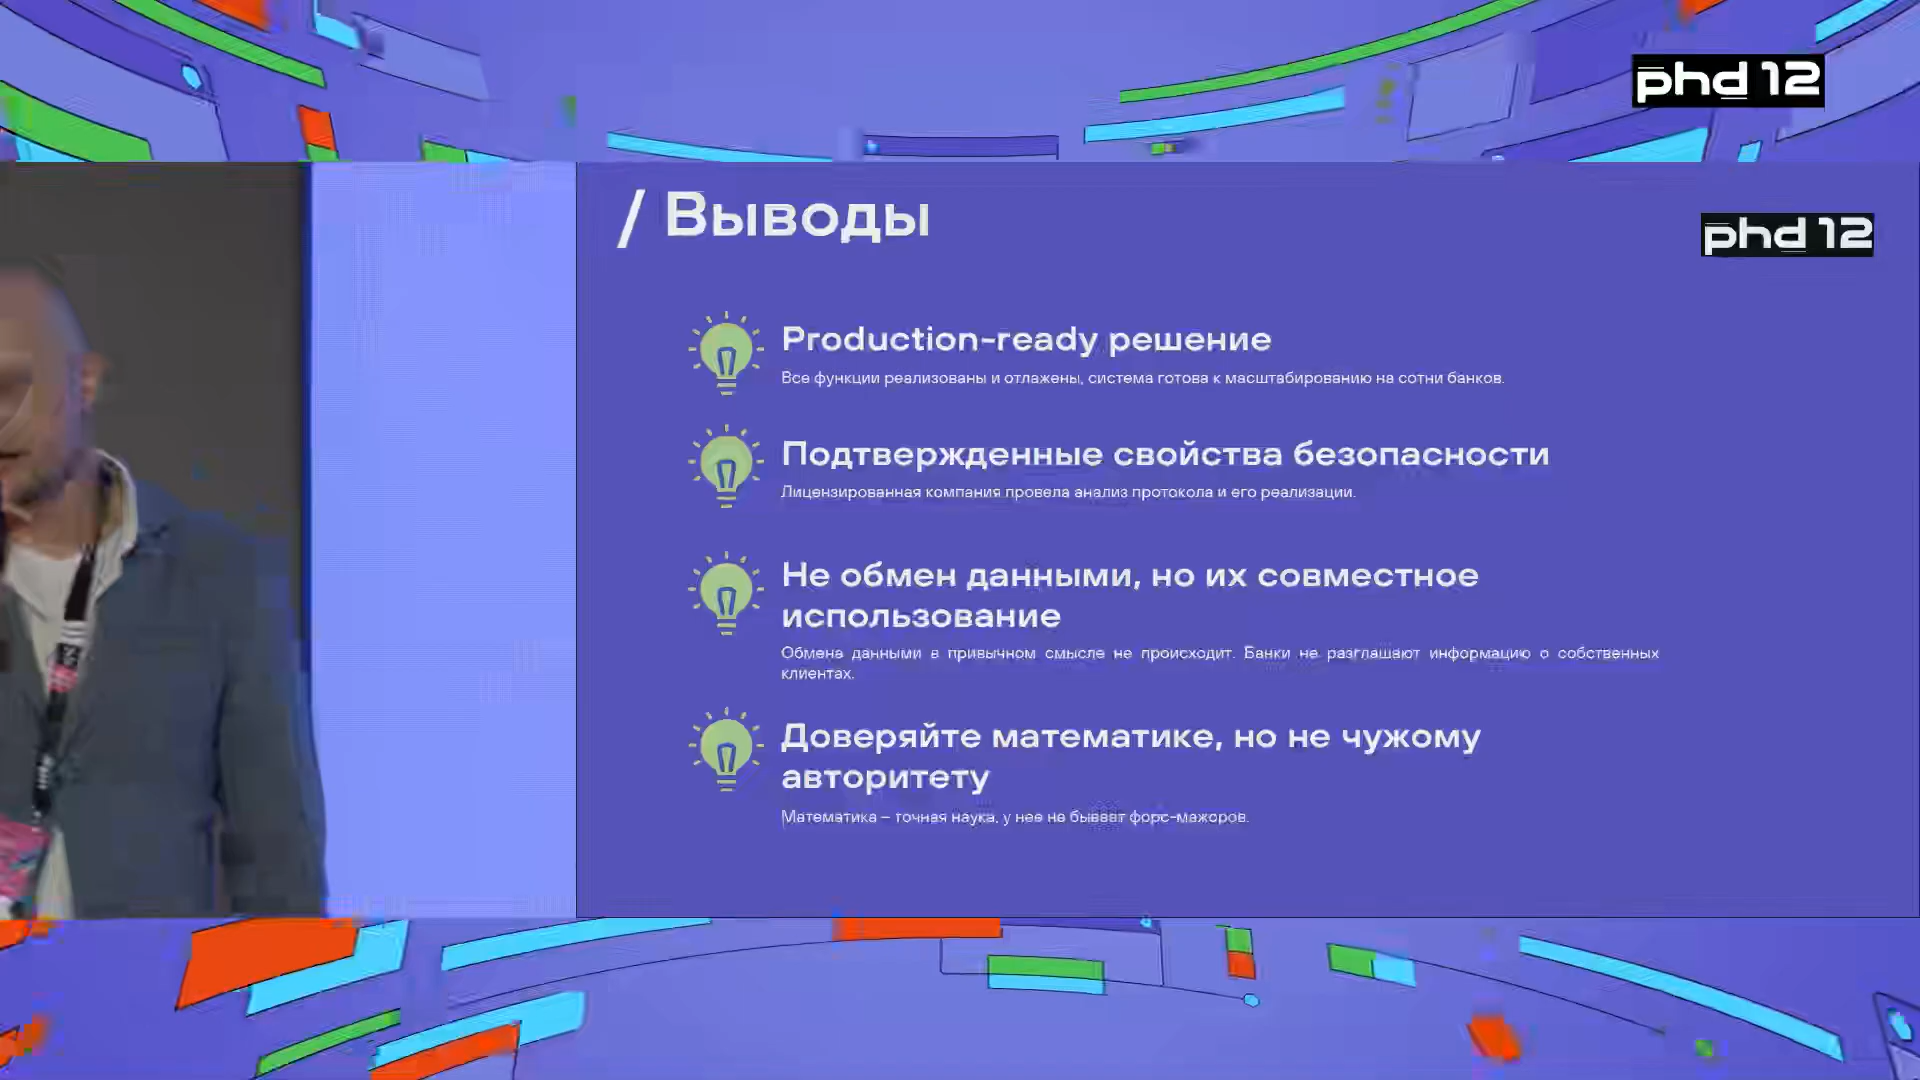 phd 12
/ Выводы
phd 12
Production-ready решение
Все функции реализованы и отлажены, система готова к масштабированию на сотни банков.
Подтвержденные свойства безопасности
Лицензированная компания провела анализ протокола и его реализации.
Не обмен данными, но их совместное
использование
Обмена данными в привычном смысле не происходит. Банки не разглашают информацию о собственных
клиентах.
Доверяйте математике, но не чужому
авторитету
Математика – точная наука, у нее не бывает форс-мажоров.